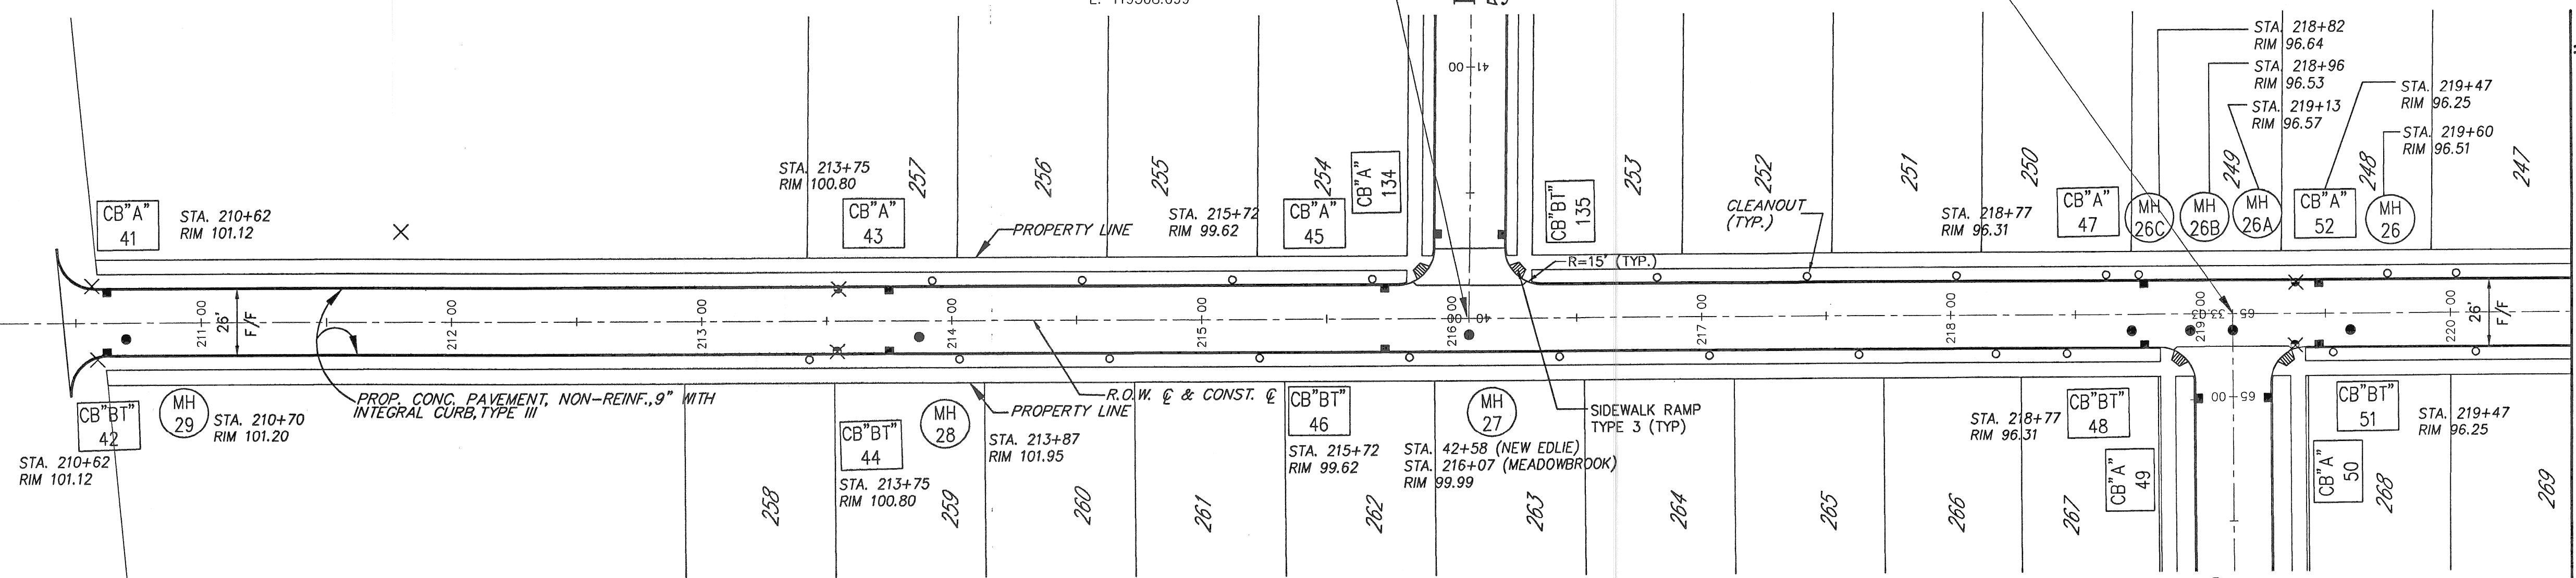 STA. 218+82
RIM 96.64
STA. 218+96
RIM 96.53
STA. 219+13
RIM 96.57
STA. 219+47
RIM 96.25
STA. 219+60
RIM 96.51
41+00
STA. 213+75
RIM 100.80
257
256
255
254
253
252
251
250
249
248
247
CB"A"
41
STA. 210+62
RIM 101.12
CB"A"
43
PROPERTY LINE
STA. 215+72
RIM 99.62
CB"A"
45
CB"A"
134
CB"BT"
135
CLEANOUT
(TYP.)
STA. 218+77
RIM 96.31
CB"A"
47
MH
26C
MH
26B
MH
26A
CB"A"
52
MH
26
R=15' (TYP.)
211+00
26'
F/F
212+00
213+00
214+00
215+00
216+00
40+00
217+00
218+00
219+00
65
33.03
220+00
26'
F/F
PROP. CONC. PAVEMENT, NON-REINF., 9" WITH
INTEGRAL CURB, TYPE III
R.O.W. ℄ & CONST. ℄
PROPERTY LINE
SIDEWALK RAMP
TYPE 3 (TYP)
65+00
CB"BT"
42
STA. 210+62
RIM 101.12
MH
29
STA. 210+70
RIM 101.20
CB"BT"
44
STA. 213+75
RIM 100.80
MH
28
STA. 213+87
RIM 101.95
CB"BT"
46
STA. 215+72
RIM 99.62
MH
27
STA. 42+58 (NEW EDLIE)
STA. 216+07 (MEADOWBROOK)
RIM 99.99
STA. 218+77
RIM 96.31
CB"BT"
48
CB"A"
49
CB"A"
50
CB"BT"
51
STA. 219+47
RIM 96.25
258
259
260
261
262
263
264
265
266
267
268
269